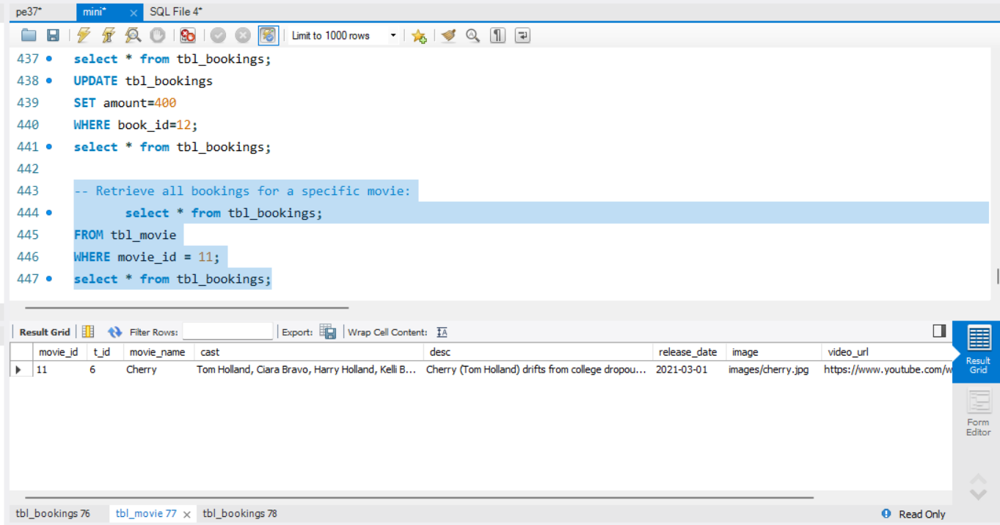 pe37* mini* × SQL File 4*
Limit to 1000 rows
437 select * from tbl_bookings;
438 UPDATE tbl_bookings
439 SET amount=400
440 WHERE book_id=12;
441 select * from tbl_bookings;
442
443 -- Retrieve all bookings for a specific movie:
444 select * from tbl_bookings;
445 FROM tbl_movie
446 WHERE movie_id = 11;
447 select * from tbl_bookings;
Result Grid Filter Rows: Export: Wrap Cell Content: IA
movie_id t_id movie_name cast desc release_date image video_url
11 6 Cherry Tom Holland, Ciara Bravo, Harry Holland, Kelli B... Cherry (Tom Holland) drifts from college dropou... 2021-03-01 images/cherry.jpg https://www.youtube.com/w
Result
Grid
Form
Editor
tbl_bookings 76 tbl_movie 77 × tbl_bookings 78 Read Only